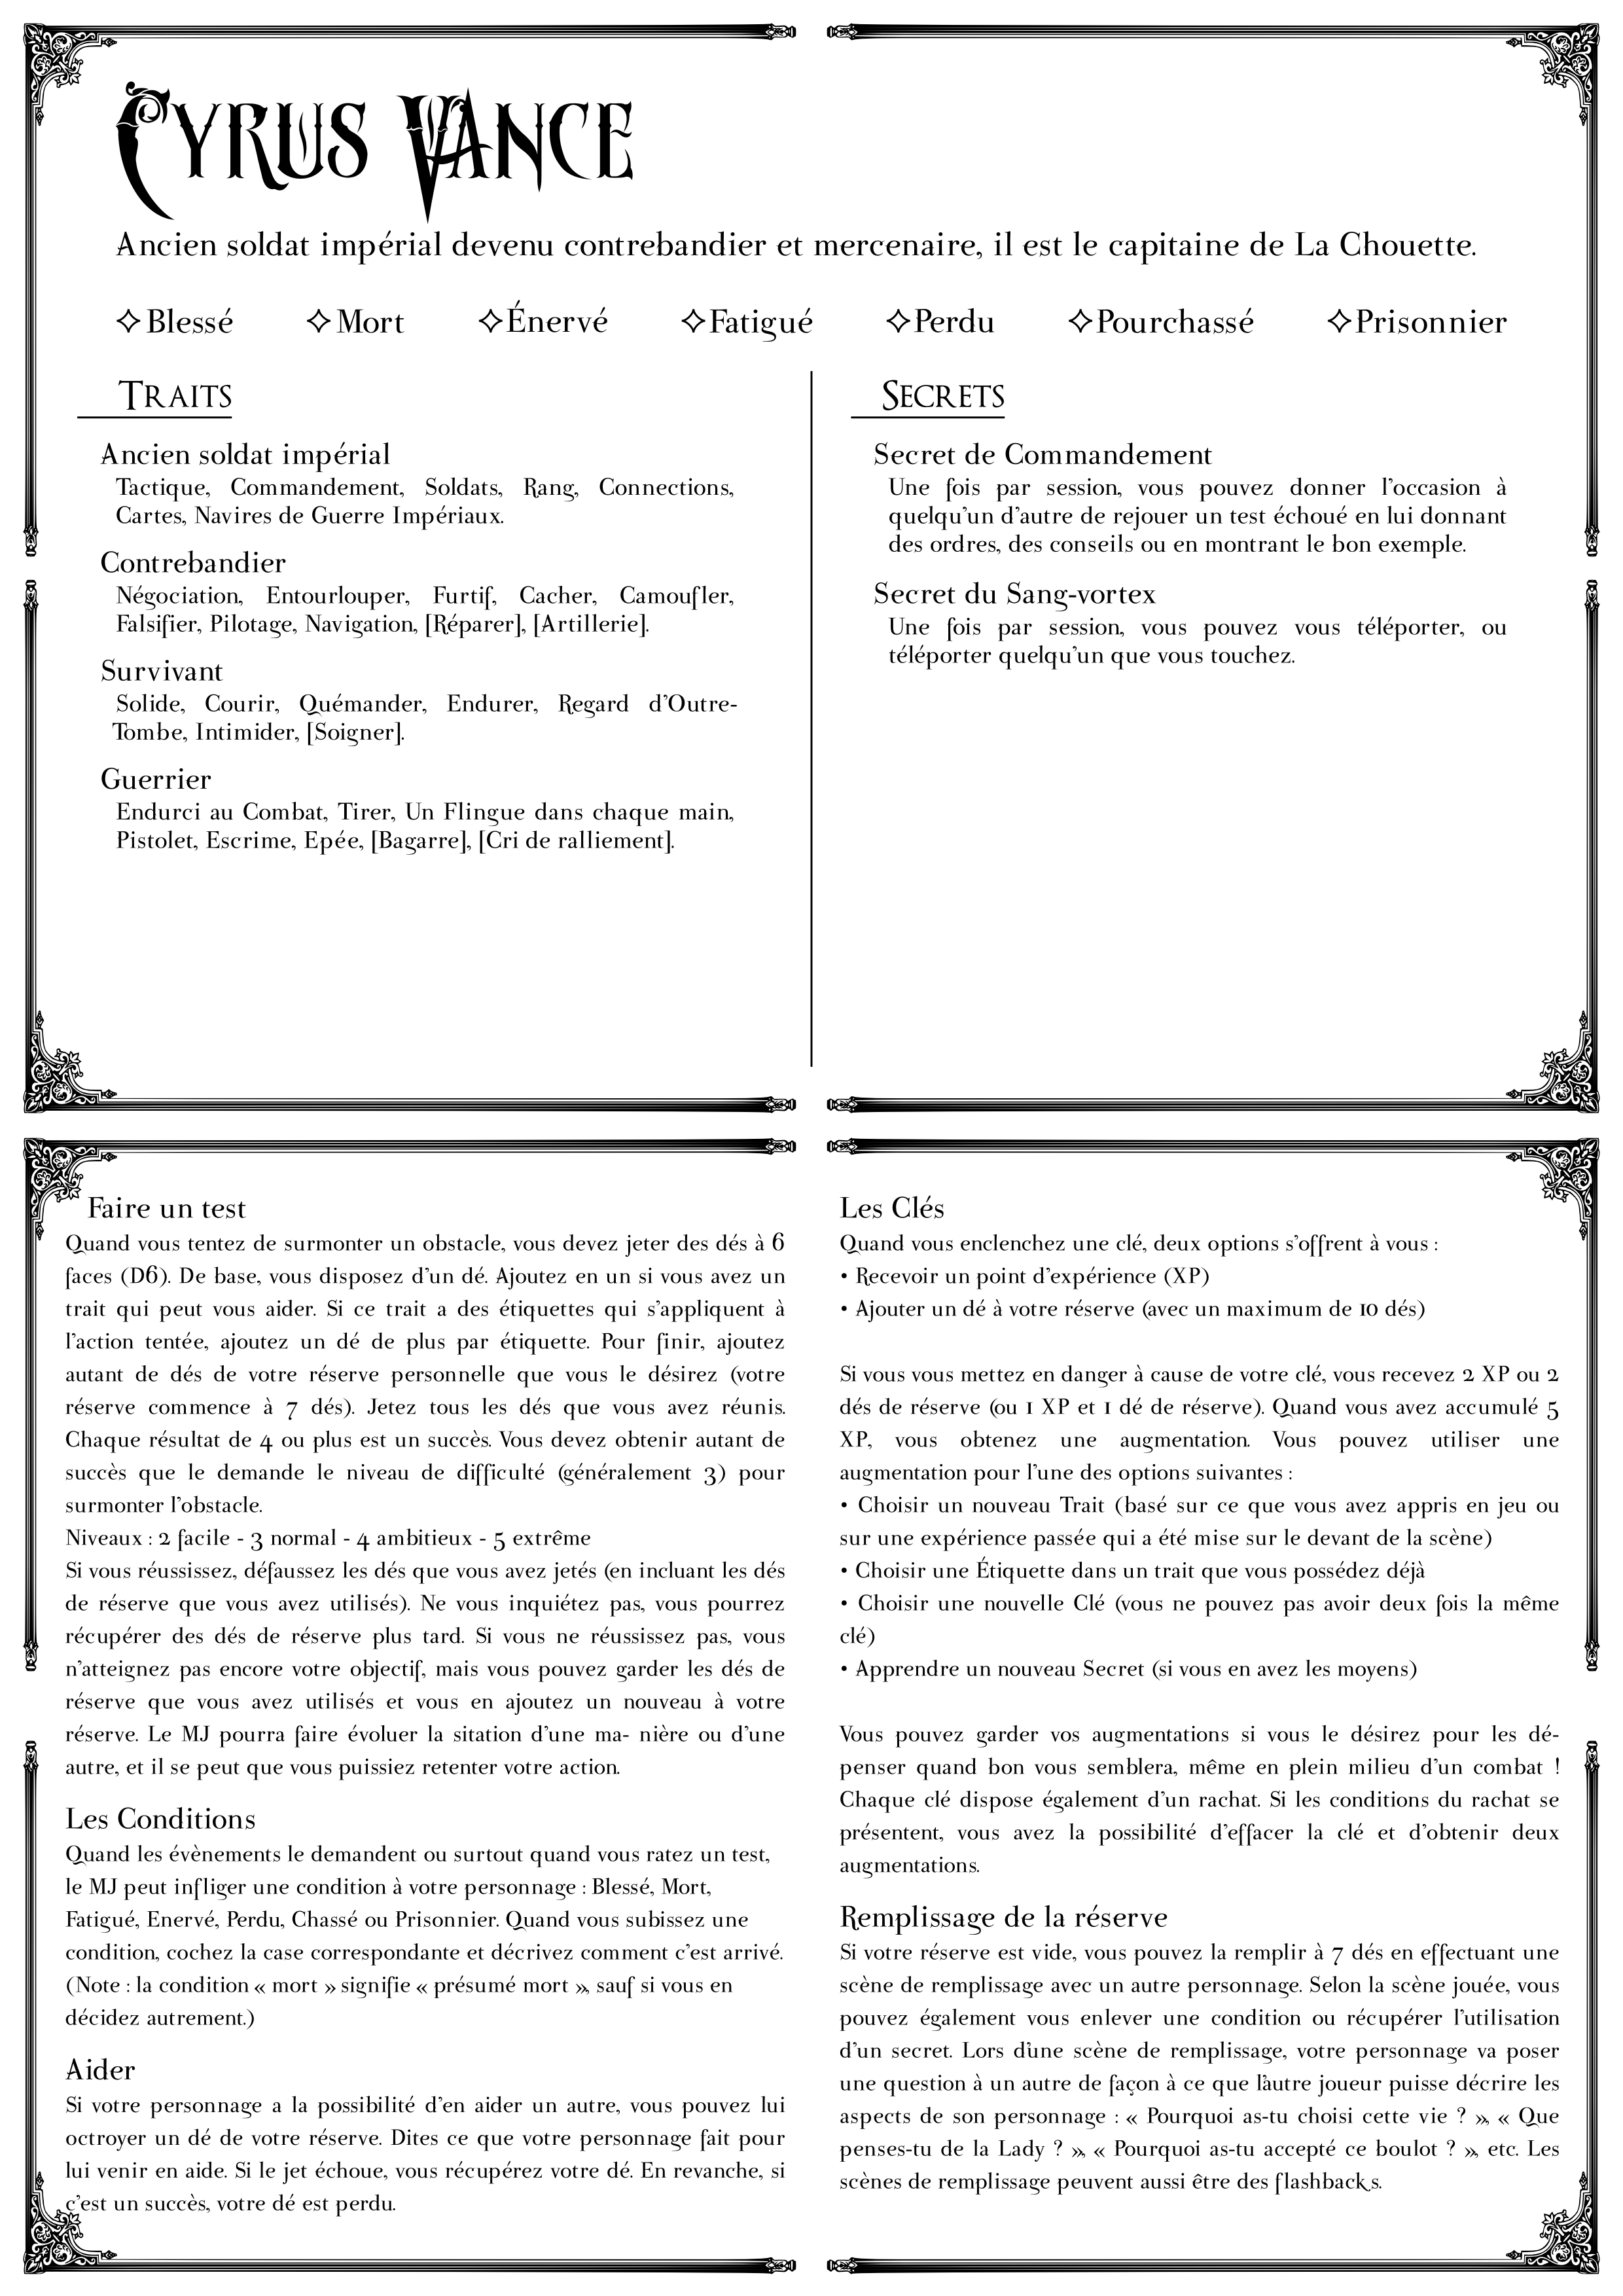 Cyrus Vance
Ancien soldat impérial devenu contrebandier et mercenaire, il est le capitaine de La Chouette.
Blessé Mort Énervé Fatigué Perdu Pourchassé Prisonnier
Traits
Ancien soldat impérial
Tactique, Commandement, Soldats, Rang, Connections,
Cartes, Navires de Guerre Impériaux.
Contrebandier
Négociation, Entourlouper, Furtif, Cacher, Camoufler,
Falsifier, Pilotage, Navigation, [Réparer], [Artillerie].
Survivant
Solide, Courir, Quémander, Endurer, Regard d'Outre-
Tombe, Intimider, [Soigner].
Guerrier
Endurci au Combat, Tirer, Un Flingue dans chaque main,
Pistolet, Escrime, Epée, [Bagarre], [Cri de ralliement].
Secrets
Secret de Commandement
Une fois par session, vous pouvez donner l'occasion à
quelqu'un d'autre de rejouer un test échoué en lui donnant
des ordres, des conseils ou en montrant le bon exemple.
Secret du Sang-vortex
Une fois par session, vous pouvez vous téléporter, ou
téléporter quelqu'un que vous touchez.
Faire un test
Quand vous tentez de surmonter un obstacle, vous devez jeter des dés à 6
faces (D6). De base, vous disposez d'un dé. Ajoutez en un si vous avez un
trait qui peut vous aider. Si ce trait a des étiquettes qui s'appliquent à
l'action tentée, ajoutez un dé de plus par étiquette. Pour finir, ajoutez
autant de dés de votre réserve personnelle que vous le désirez (votre
réserve commence à 7 dés). Jetez tous les dés que vous avez réunis.
Chaque résultat de 4 ou plus est un succès. Vous devez obtenir autant de
succès que le demande le niveau de difficulté (généralement 3) pour
surmonter l'obstacle.
Niveaux : 2 facile - 3 normal - 4 ambitieux - 5 extrême
Si vous réussissez, défaussez les dés que vous avez jetés (en incluant les dés
de réserve que vous avez utilisés). Ne vous inquiétez pas, vous pourrez
récupérer des dés de réserve plus tard. Si vous ne réussissez pas, vous
n'atteignez pas encore votre objectif, mais vous pouvez garder les dés de
réserve que vous avez utilisés et vous en ajoutez un nouveau à votre
réserve. Le MJ pourra faire évoluer la sitation d'une ma- nière ou d'une
autre, et il se peut que vous puissiez retenter votre action.
Les Conditions
Quand les évènements le demandent ou surtout quand vous ratez un test,
le MJ peut infliger une condition à votre personnage : Blessé, Mort,
Fatigué, Enervé, Perdu, Chassé ou Prisonnier. Quand vous subissez une
condition, cochez la case correspondante et décrivez comment c'est arrivé.
(Note : la condition « mort » signifie « présumé mort », sauf si vous en
décidez autrement.)
Aider
Si votre personnage a la possibilité d'en aider un autre, vous pouvez lui
octroyer un dé de votre réserve. Dites ce que votre personnage fait pour
lui venir en aide. Si le jet échoue, vous récupérez votre dé. En revanche, si
c'est un succès, votre dé est perdu.
Les Clés
Quand vous enclenchez une clé, deux options s'offrent à vous :
• Recevoir un point d'expérience (XP)
• Ajouter un dé à votre réserve (avec un maximum de 10 dés)
Si vous vous mettez en danger à cause de votre clé, vous recevez 2 XP ou 2
dés de réserve (ou 1 XP et 1 dé de réserve). Quand vous avez accumulé 5
XP, vous obtenez une augmentation. Vous pouvez utiliser une
augmentation pour l'une des options suivantes :
• Choisir un nouveau Trait (basé sur ce que vous avez appris en jeu ou
sur une expérience passée qui a été mise sur le devant de la scène)
• Choisir une Étiquette dans un trait que vous possédez déjà
• Choisir une nouvelle Clé (vous ne pouvez pas avoir deux fois la même
clé)
• Apprendre un nouveau Secret (si vous en avez les moyens)
Vous pouvez garder vos augmentations si vous le désirez pour les dé-
penser quand bon vous semblera, même en plein milieu d'un combat !
Chaque clé dispose également d'un rachat. Si les conditions du rachat se
présentent, vous avez la possibilité d'effacer la clé et d'obtenir deux
augmentations.
Remplissage de la réserve
Si votre réserve est vide, vous pouvez la remplir à 7 dés en effectuant une
scène de remplissage avec un autre personnage. Selon la scène jouée, vous
pouvez également vous enlever une condition ou récupérer l'utilisation
d'un secret. Lors d'une scène de remplissage, votre personnage va poser
une question à un autre de façon à ce que l'autre joueur puisse décrire les
aspects de son personnage : « Pourquoi as-tu choisi cette vie ? », « Que
penses-tu de la Lady ? », « Pourquoi as-tu accepté ce boulot ? », etc. Les
scènes de remplissage peuvent aussi être des flashbacks.